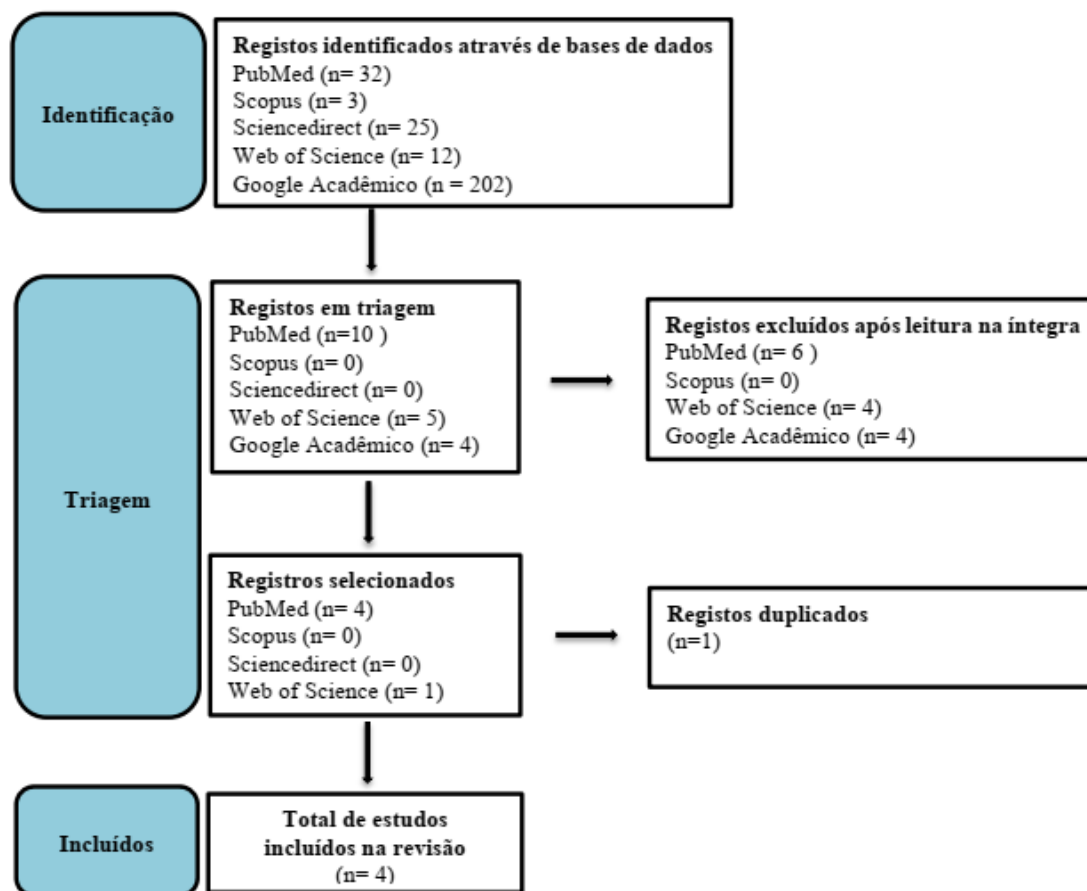 Identificação
Registos identificados através de bases de dados
PubMed (n= 32)
Scopus (n= 3)
Sciencedirect (n= 25)
Web of Science (n= 12)
Google Acadêmico (n = 202)
Triagem
Registos em triagem
PubMed (n=10 )
Scopus (n= 0)
Sciencedirect (n= 0)
Web of Science (n= 5)
Google Acadêmico (n= 4)
Registos excluídos após leitura na íntegra
PubMed (n= 6 )
Scopus (n= 0)
Web of Science (n= 4)
Google Acadêmico (n= 4)
Registros selecionados
PubMed (n= 4)
Scopus (n= 0)
Sciencedirect (n= 0)
Web of Science (n= 1)
Registos duplicados
(n=1)
Incluídos
Total de estudos
incluídos na revisão
(n= 4)